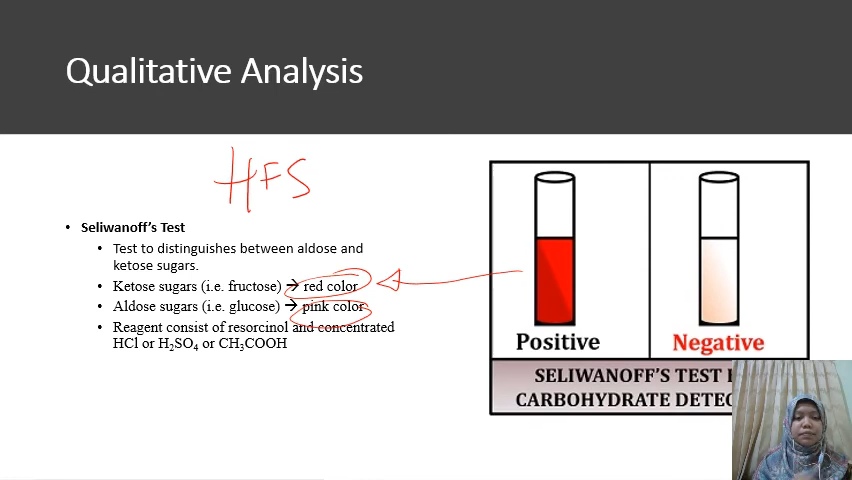 Qualitative Analysis
HFS
• Seliwanoff's Test
• Test to distinguishes between aldose and
ketose sugars.
• Ketose sugars (i.e. fructose) → red color
• Aldose sugars (i.e. glucose) → pink color
• Reagent consist of resorcinol and concentrated
HCl or H₂SO₄ or CH₃COOH
Positive
Negative
SELIWANOFF'S TEST
CARBOHYDRATE